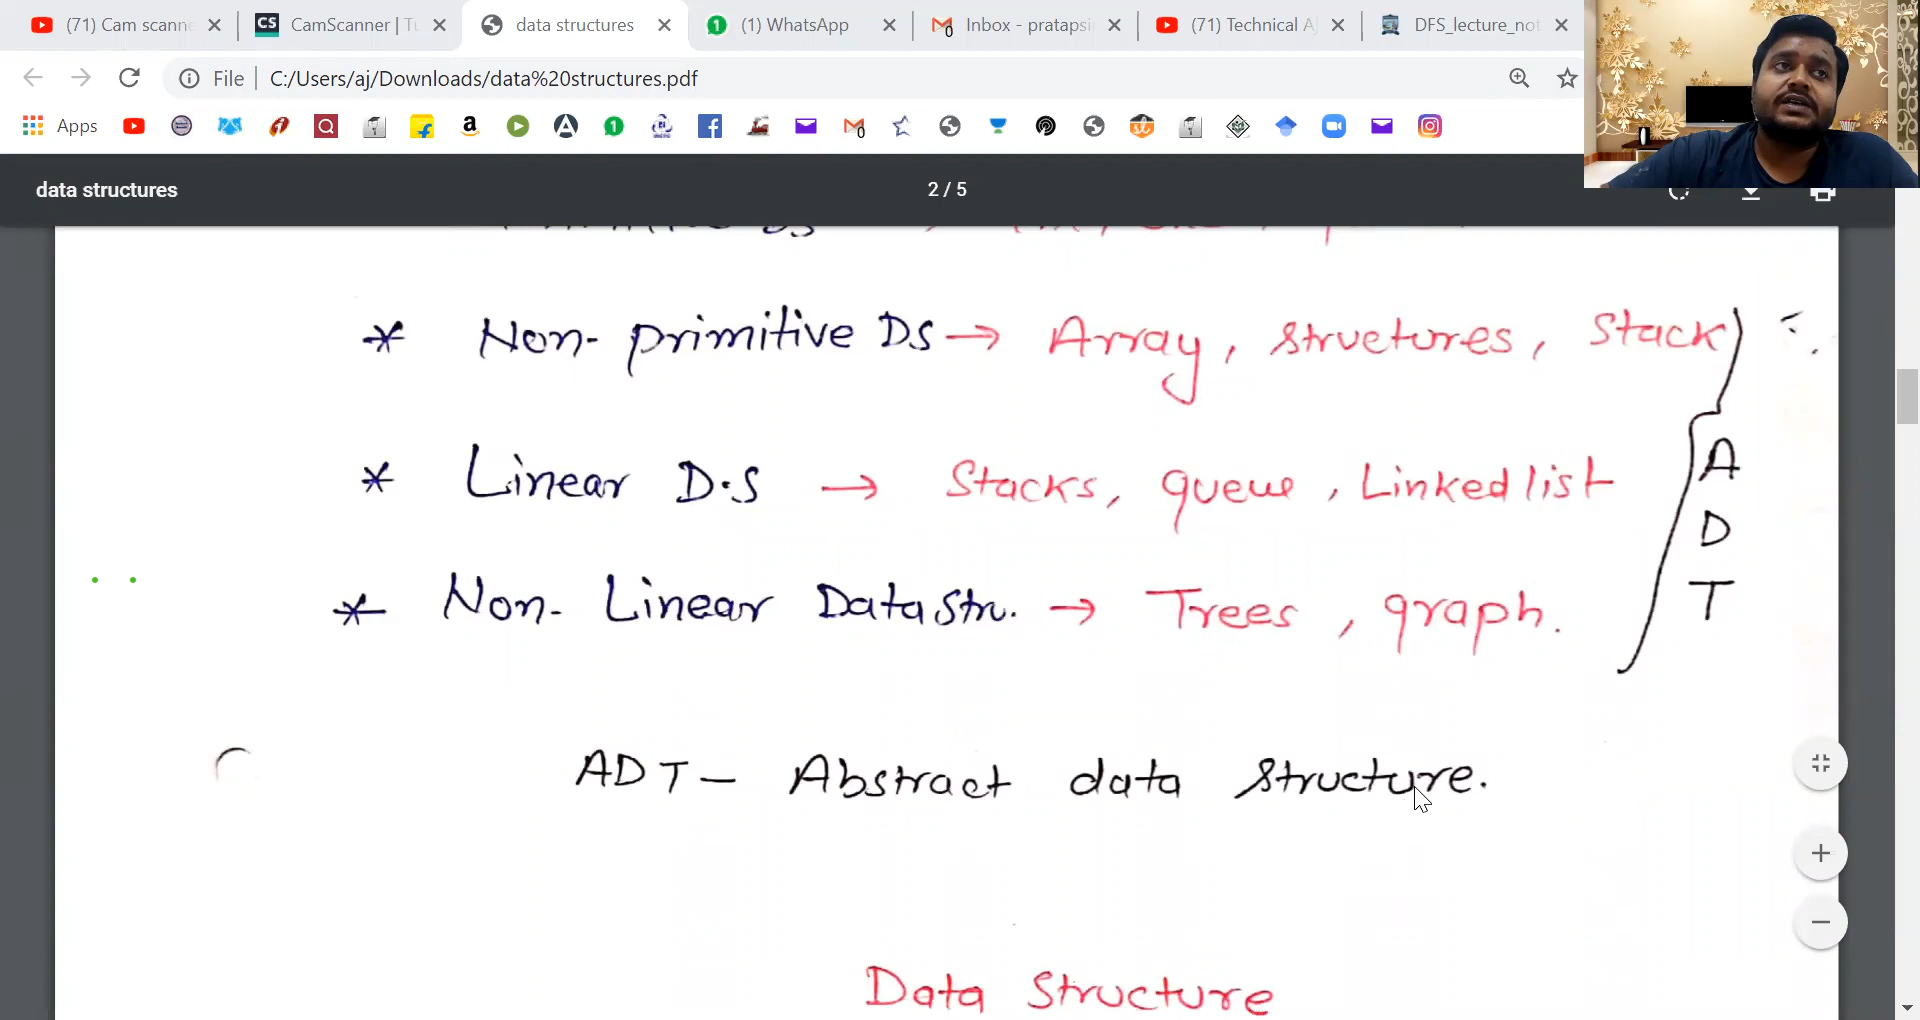 (71) Cam scanne
CamScanner | Tu
data structures
(1) WhatsApp
Inbox - pratapsi
(71) Technical A
DFS_lecture_not
File
C:/Users/aj/Downloads/data%20structures.pdf
Apps
data structures
2 / 5
* Non-primitive DS → Array, structures, Stack
* Linear D.S → Stacks, queue, Linked list
* Non-Linear Data Stru. → Trees, graph.
A
D
T
ADT - Abstract data structure.
Data Structure